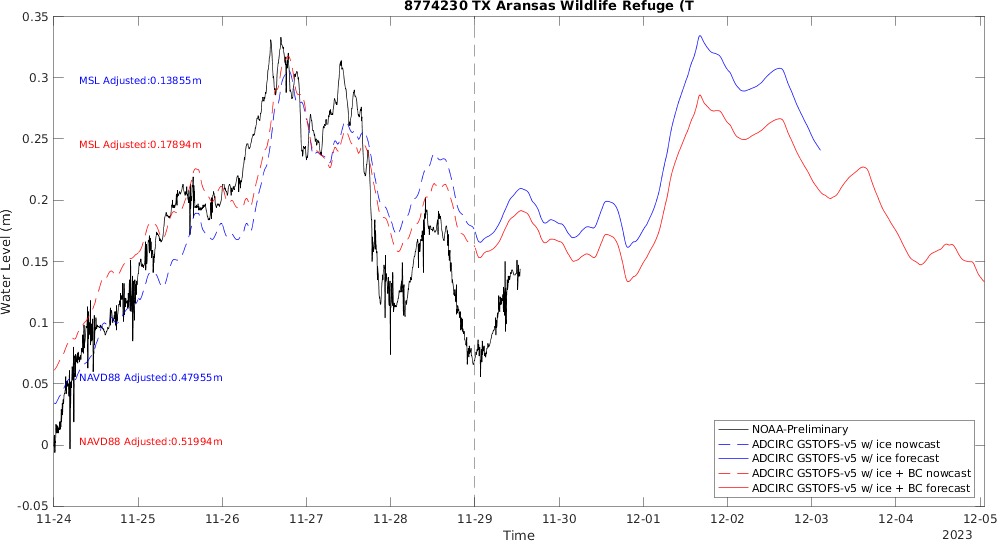 8774230 TX Aransas Wildlife Refuge (T
0.35
0.3
0.25
0.2
0.15
0.1
0.05
0
-0.05
Water Level (m)
MSL Adjusted:0.13855m
MSL Adjusted:0.17894m
NAVD88 Adjusted:0.47955m
NAVD88 Adjusted:0.51994m
NOAA-Preliminary
ADCIRC GSTOFS-v5 w/ ice nowcast
ADCIRC GSTOFS-v5 w/ ice forecast
ADCIRC GSTOFS-v5 w/ ice + BC nowcast
ADCIRC GSTOFS-v5 w/ ice + BC forecast
11-24 11-25 11-26 11-27 11-28 11-29 11-30 12-01 12-02 12-03 12-04 12-05
Time
2023